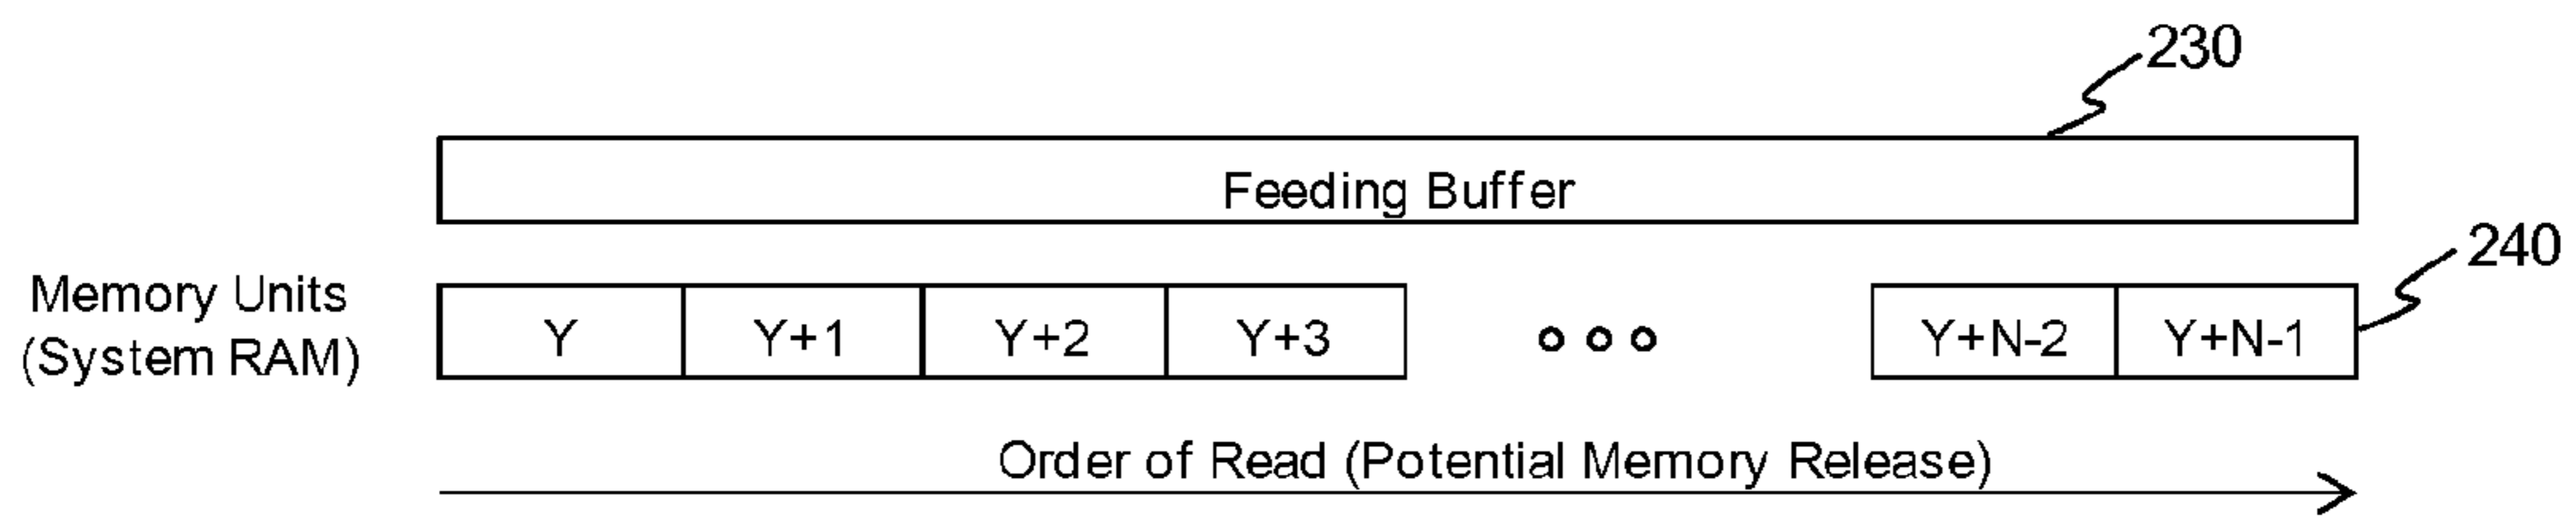 230
Feeding Buffer
240
Memory Units
(System RAM)
Y Y+1 Y+2 Y+3 Y+N-2 Y+N-1
Order of Read (Potential Memory Release)